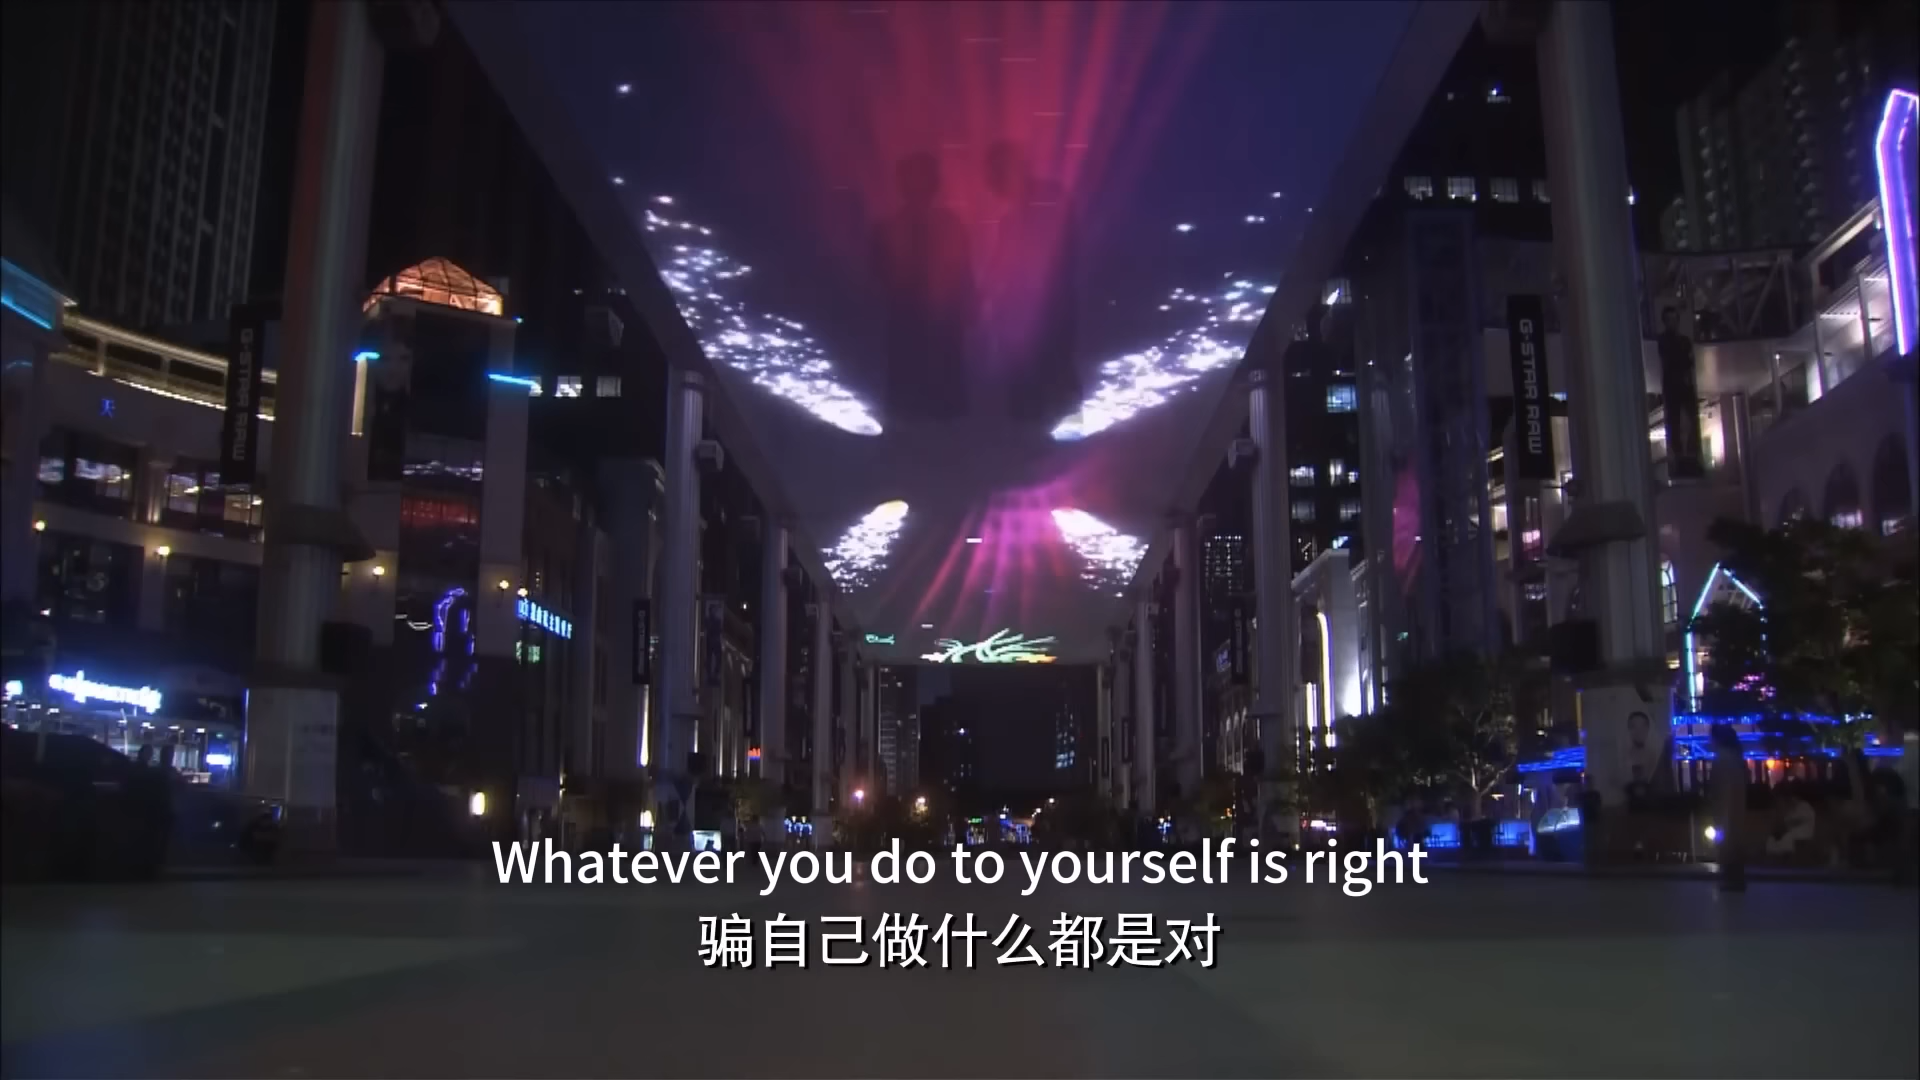 G-STAR RAW
G-STAR RAW
天
Whatever you do to yourself is right
骗自己做什么都是对